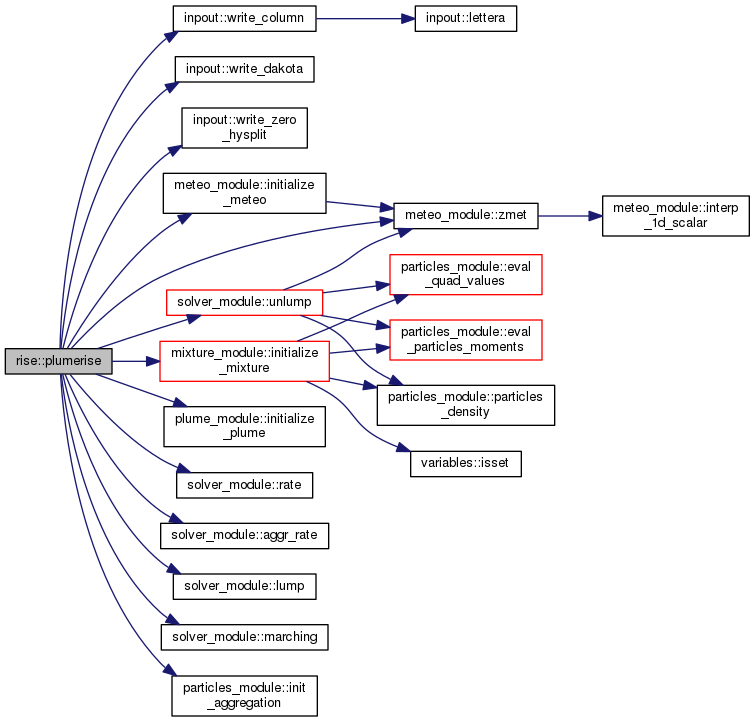 inpout::write_column
inpout::lettera
inpout::write_dakota
inpout::write_zero
_hysplit
meteo_module::initialize
_meteo
meteo_module::zmet
meteo_module::interp
_1d_scalar
particles_module::eval
_quad_values
solver_module::unlump
particles_module::eval
_particles_moments
rise::plumerise
mixture_module::initialize
_mixture
particles_module::particles
_density
plume_module::initialize
_plume
variables::isset
solver_module::rate
solver_module::aggr_rate
solver_module::lump
solver_module::marching
particles_module::init
_aggregation